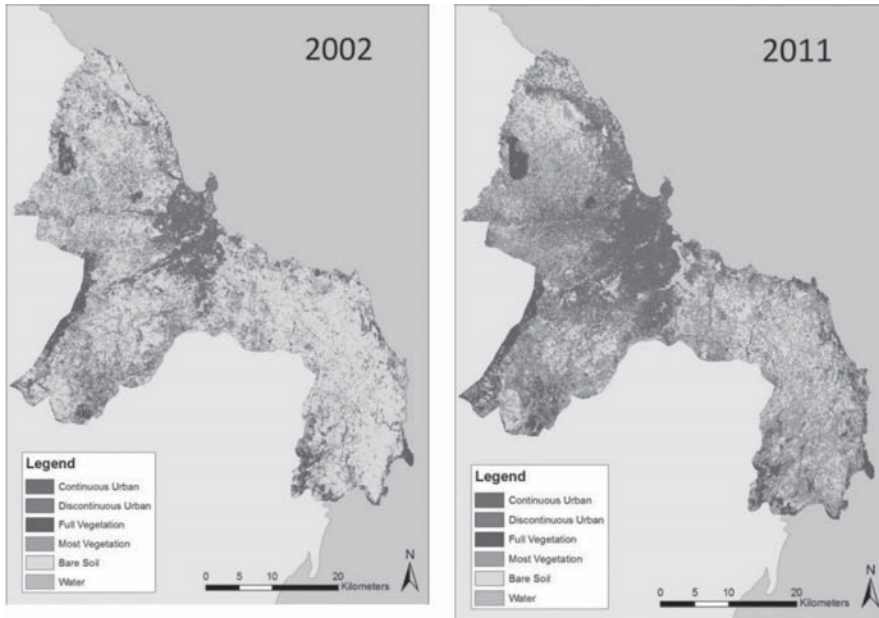 2002
Legend
Continuous Urban
Discontinuous Urban
Full Vegetation
Most Vegetation
Bare Soil
Water
N
0 5 10 20
Kilometers
2011
Legend
Continuous Urban
Discontinuous Urban
Full Vegetation
Most Vegetation
Bare Soil
Water
N
0 5 10 20
Kilometers